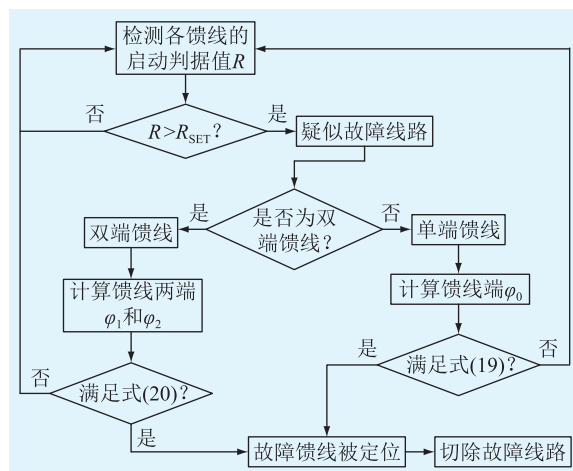 检测各馈线的
启动判据值R
否
R>R_SET？
是
疑似故障线路
是
是否为双
端馈线？
否
双端馈线
单端馈线
计算馈线两端
φ₁和φ₂
计算馈线端φ₀
否
满足式(20)？
是
是
满足式(19)？
否
故障馈线被定位
切除故障线路